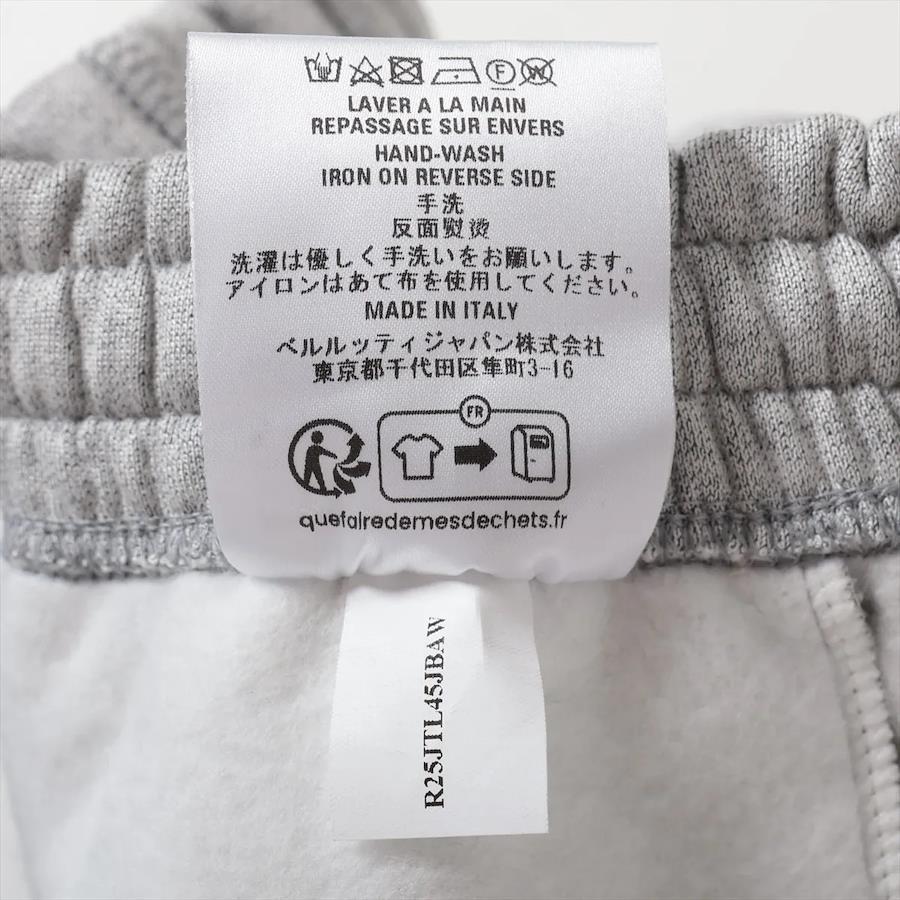 F W
LAVER A LA MAIN
REPASSAGE SUR ENVERS
HAND-WASH
IRON ON REVERSE SIDE
手洗
反面熨烫
洗濯は優しく手洗いをお願いします。
アイロンはあて布を使用してください。
MADE IN ITALY
ベルルッティジャパン株式会社
東京都千代田区隼町3-16
FR
quefairedemesdechets.fr
R25JTL45JBAW